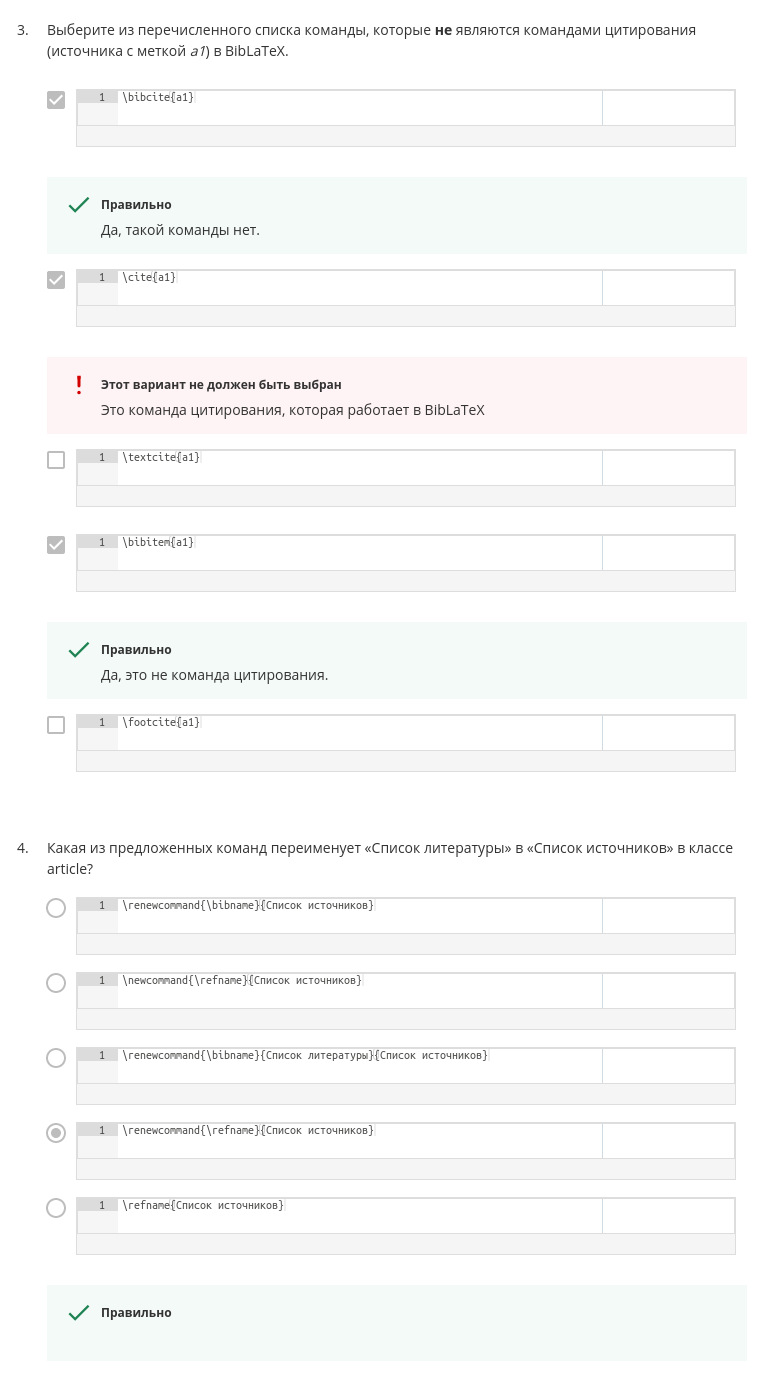 3. Выберите из перечисленного списка команды, которые не являются командами цитирования
(источника с меткой a1) в BibLaTeX.
1 \bibcite{a1}
Правильно
Да, такой команды нет.
1 \cite{a1}
Этот вариант не должен быть выбран
Это команда цитирования, которая работает в BibLaTeX
1 \textcite{a1}
1 \bibitem{a1}
Правильно
Да, это не команда цитирования.
1 \footcite{a1}
4. Какая из предложенных команд переименует «Список литературы» в «Список источников» в классе
article?
1 \renewcommand{\bibname}{Список источников}
1 \newcommand{\refname}{Список источников}
1 \renewcommand{\bibname}{Список литературы}{Список источников}
1 \renewcommand{\refname}{Список источников}
1 \refname{Список источников}
Правильно